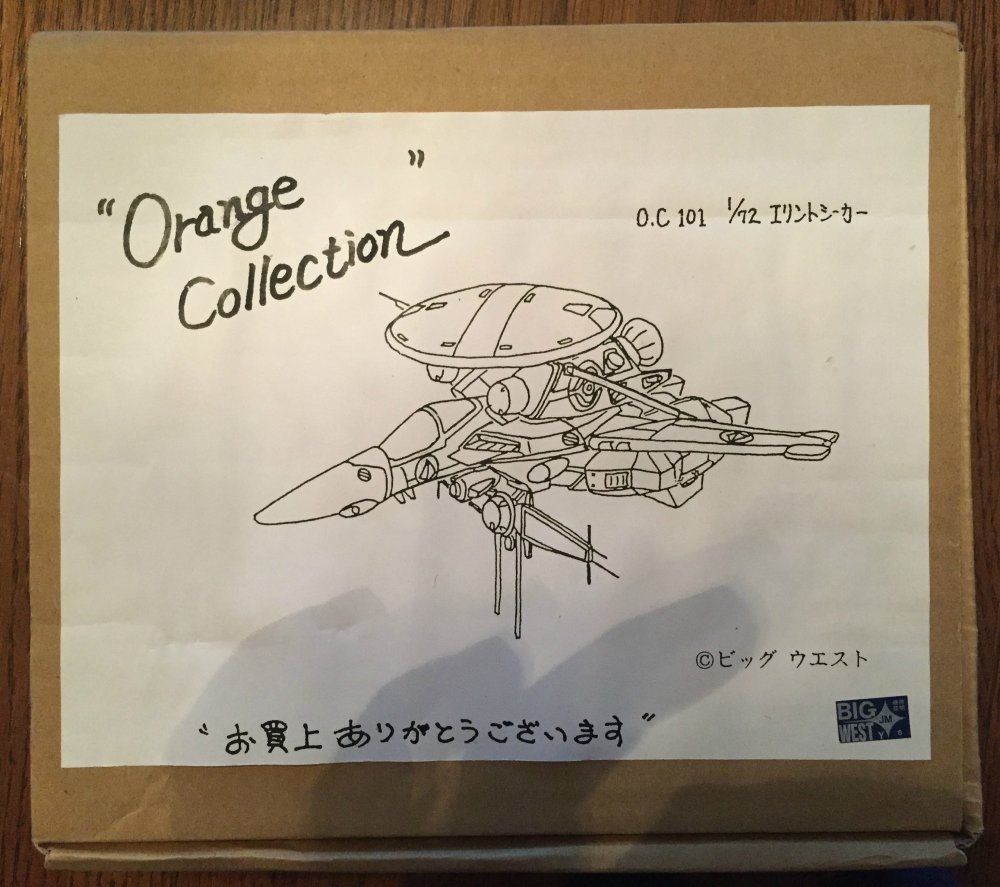 "Orange
Collection"
O.C 101 1/72 エリントシーカー
©ビッグ ウエスト
BIG
WEST
JM
"お買上ありがとうございます"